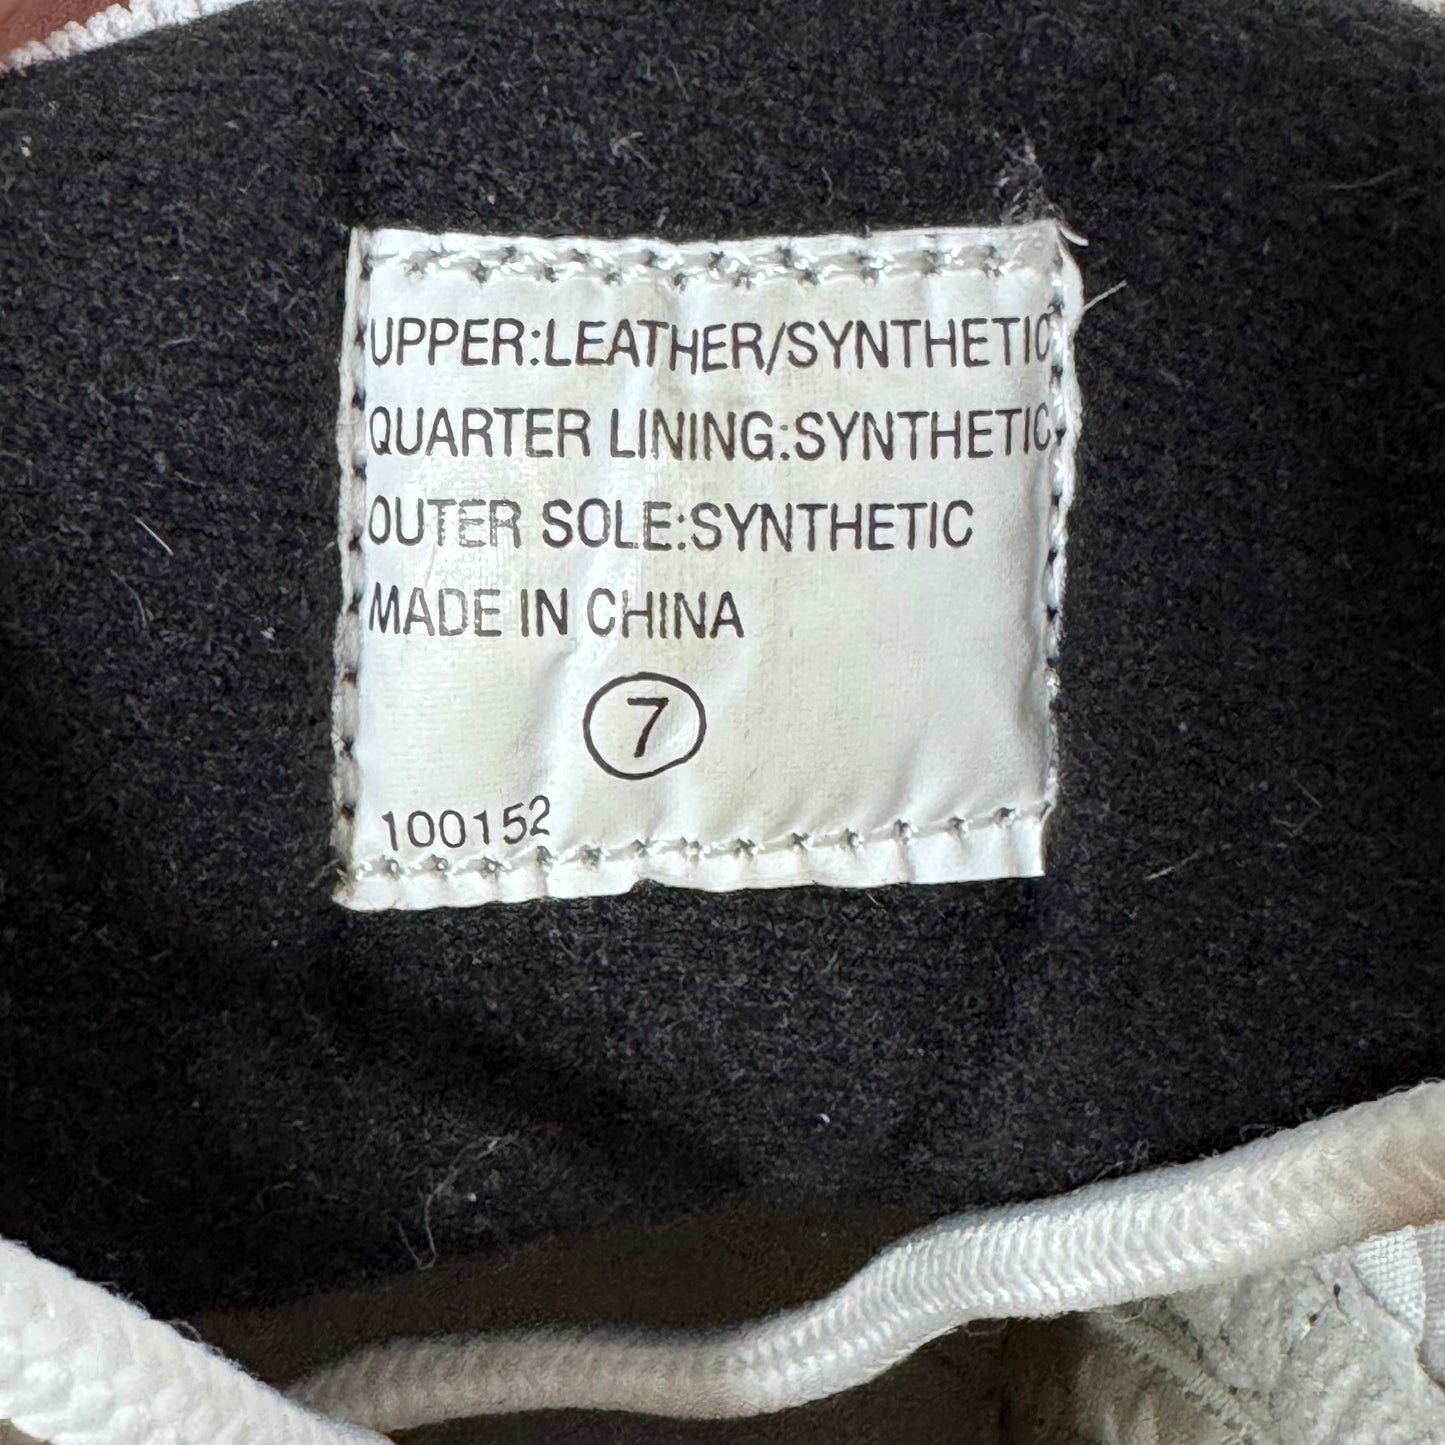 UPPER:LEATHER/SYNTHETIC
QUARTER LINING:SYNTHETIC
OUTER SOLE:SYNTHETIC
MADE IN CHINA
7
100152